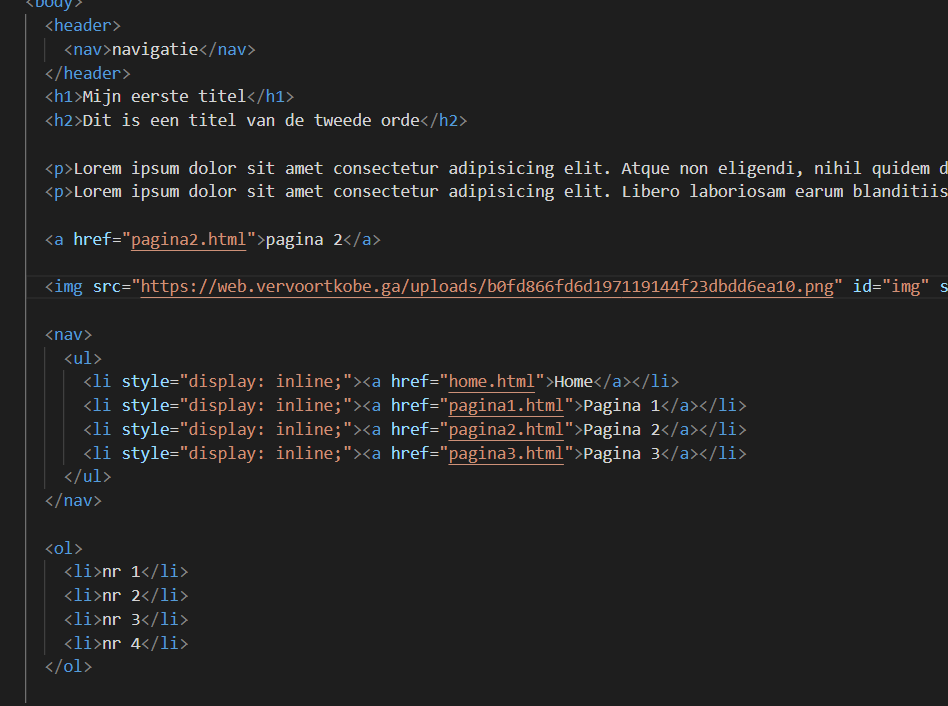 <body>
<header>
<nav>navigatie</nav>
</header>
<h1>Mijn eerste titel</h1>
<h2>Dit is een titel van de tweede orde</h2>
<p>Lorem ipsum dolor sit amet consectetur adipisicing elit. Atque non eligendi, nihil quidem d
<p>Lorem ipsum dolor sit amet consectetur adipisicing elit. Libero laboriosam earum blanditiis
<a href="pagina2.html">pagina 2</a>
<img src="https://web.vervoortkobe.ga/uploads/b0fd866fd6d197119144f23dbdd6ea10.png" id="img" s
<nav>
<ul>
<li style="display: inline;"><a href="home.html">Home</a></li>
<li style="display: inline;"><a href="pagina1.html">Pagina 1</a></li>
<li style="display: inline;"><a href="pagina2.html">Pagina 2</a></li>
<li style="display: inline;"><a href="pagina3.html">Pagina 3</a></li>
</ul>
</nav>
<ol>
<li>nr 1</li>
<li>nr 2</li>
<li>nr 3</li>
<li>nr 4</li>
</ol>